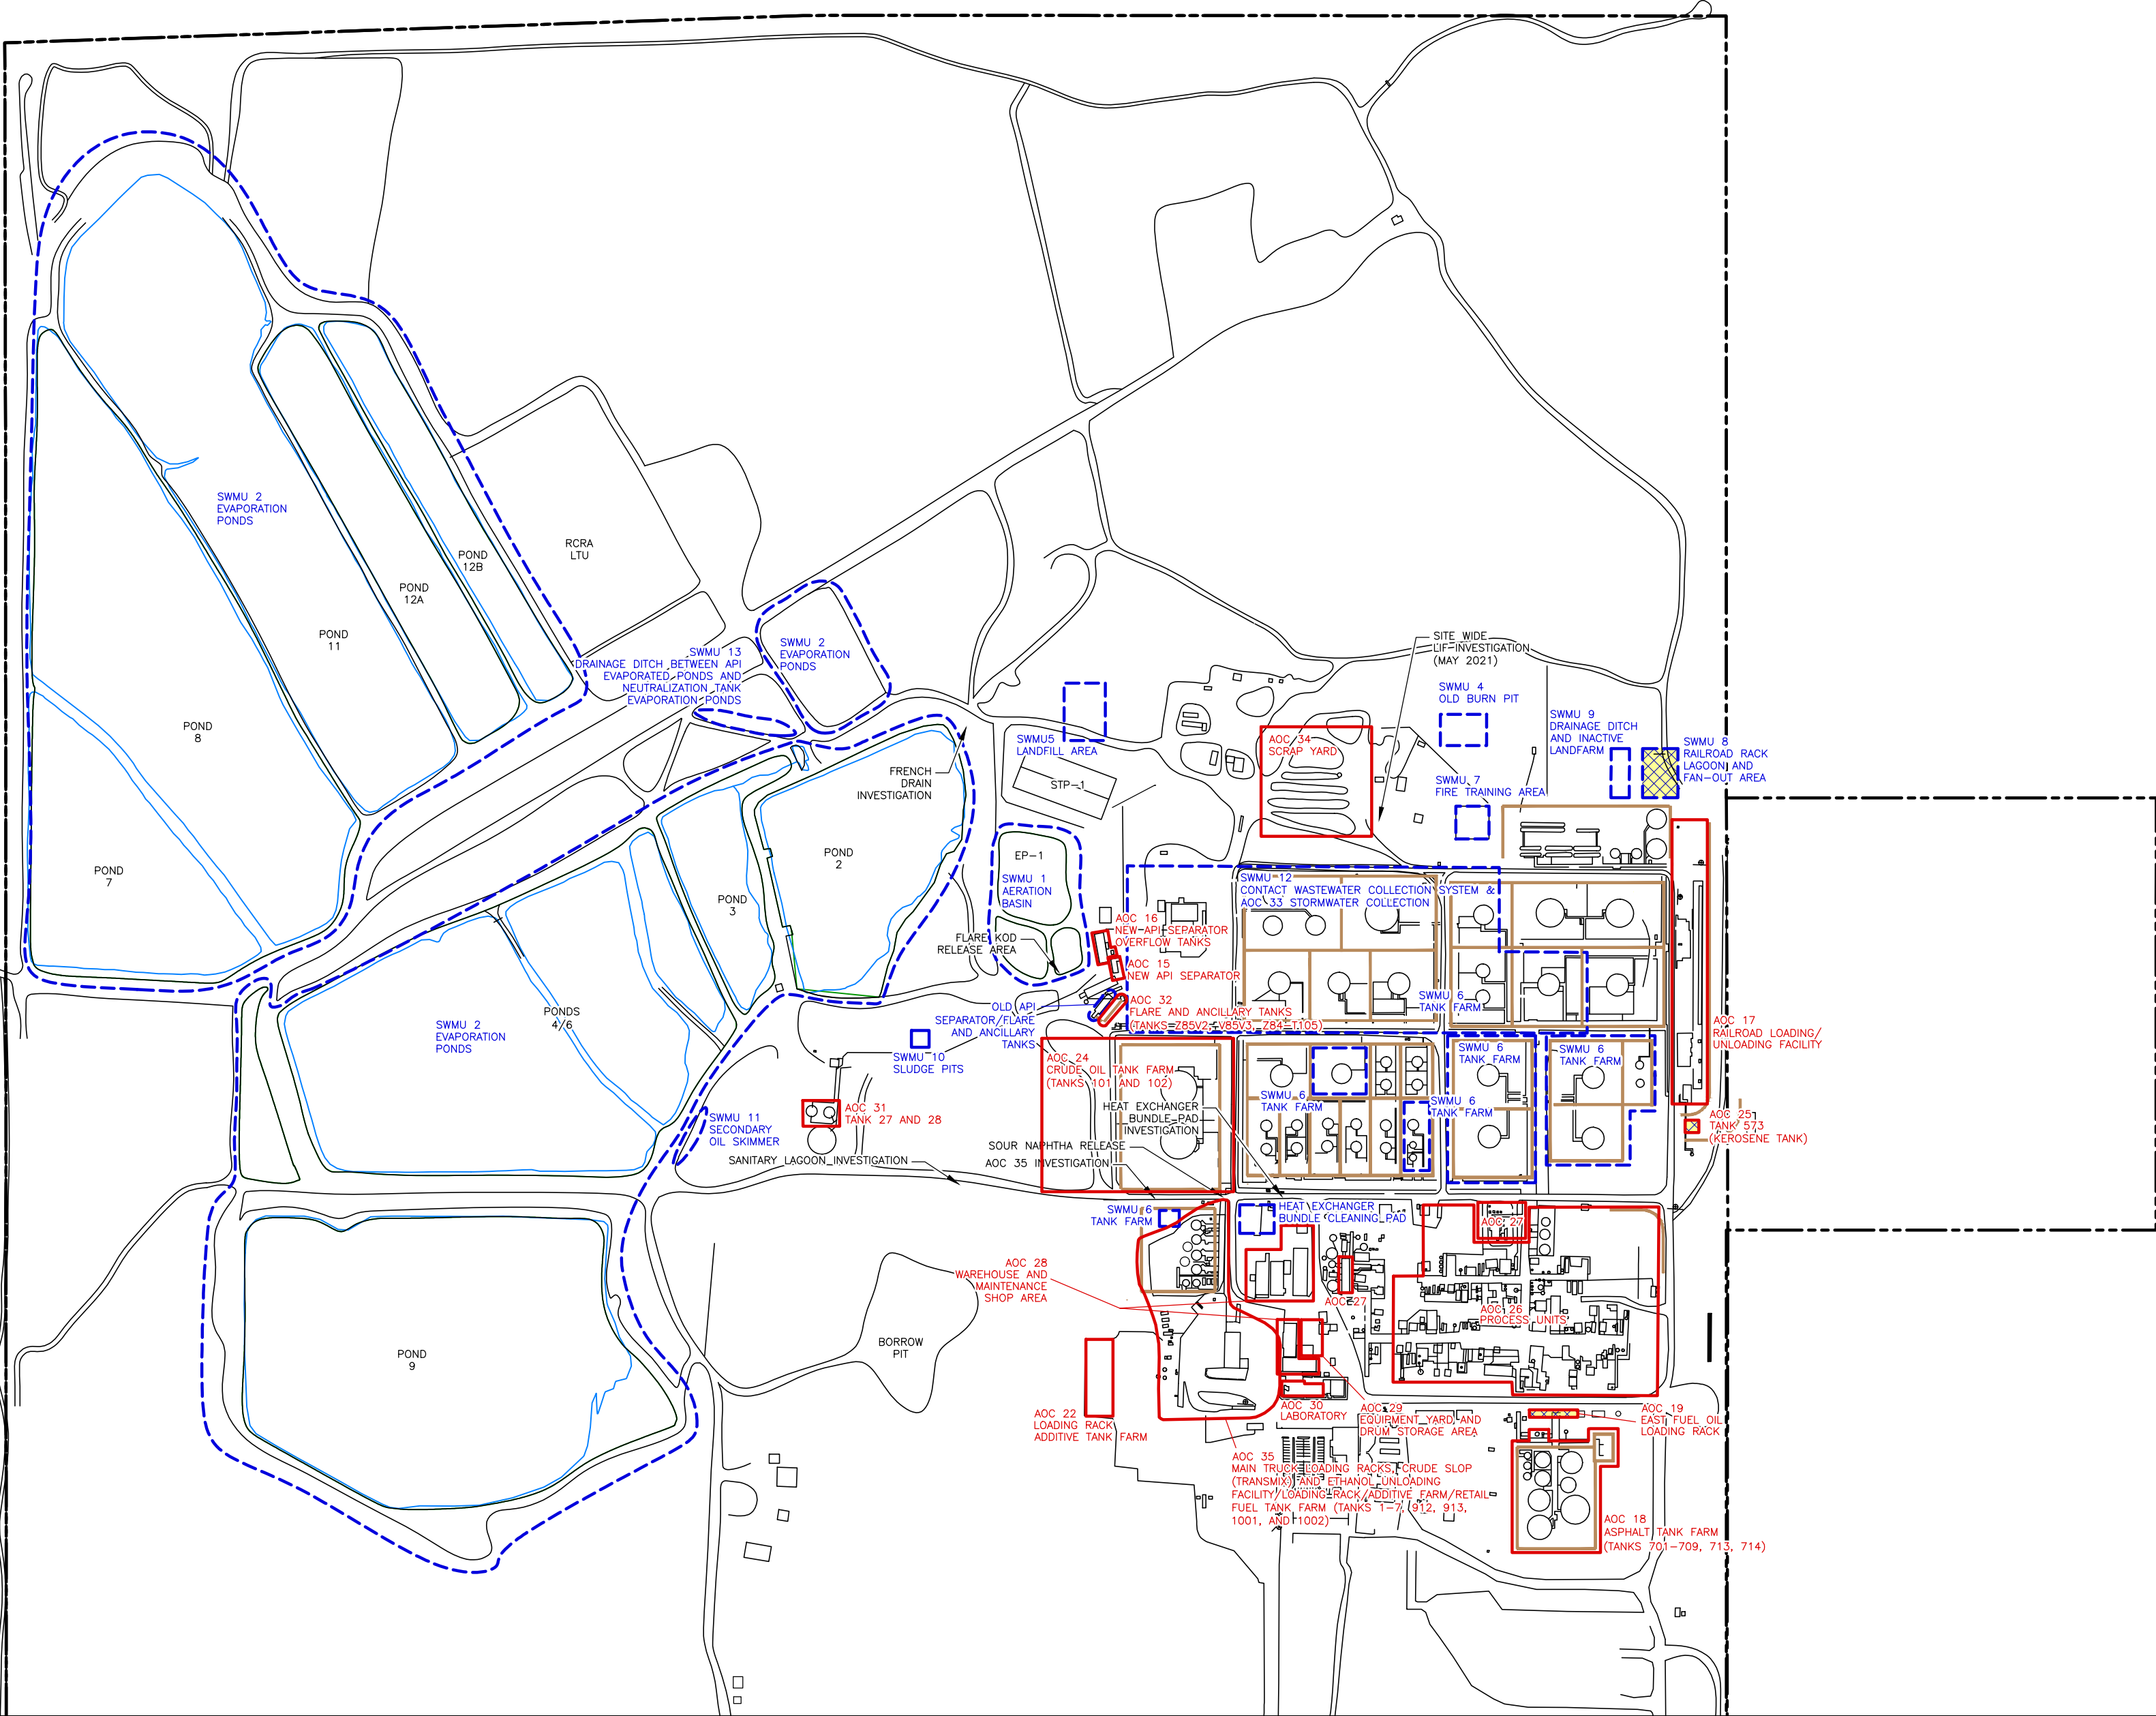 SWMU 2
EVAPORATION
PONDS
POND
12B
POND
12A
POND
11
POND
8
POND
7
RCRA
LTU
SWMU 13
DRAINAGE DITCH BETWEEN API
EVAPORATED PONDS AND
NEUTRALIZATION TANK
EVAPORATION PONDS
SWMU 2
EVAPORATION
PONDS
SITE WIDE
LIF INVESTIGATION
(MAY 2021)
SWMU 4
OLD BURN PIT
SWMU 9
DRAINAGE DITCH
AND INACTIVE
LANDFARM
SWMU 8
RAILROAD RACK
LAGOON AND
FAN-OUT AREA
SWMU5
LANDFILL AREA
AOC 34
SCRAP YARD
SWMU 7
FIRE TRAINING AREA
FRENCH
DRAIN
INVESTIGATION
STP-1
POND
2
POND
3
EP-1
SWMU 1
AERATION
BASIN
SWMU 12
CONTACT WASTEWATER COLLECTION SYSTEM &
AOC 33 STORMWATER COLLECTION
AOC 16
NEW API SEPARATOR
OVERFLOW TANKS
FLARE KOD
RELEASE AREA
AOC 15
NEW API SEPARATOR
AOC 32
FLARE AND ANCILLARY TANKS
(TANKS Z85V2, V85V3, Z84-T105)
OLD API
SEPARATOR/FLARE
AND ANCILLARY
TANKS
SWMU 6
TANK FARM
PONDS
4/6
SWMU 2
EVAPORATION
PONDS
SWMU 10
SLUDGE PITS
AOC 24
CRUDE OIL TANK FARM
(TANKS 101 AND 102)
SWMU 6
TANK FARM
SWMU 6
TANK FARM
SWMU 6
TANK FARM
SWMU 6
TANK FARM
AOC 17
RAILROAD LOADING/
UNLOADING FACILITY
AOC 25
TANK 573
(KEROSENE TANK)
AOC 31
TANK 27 AND 28
SWMU 11
SECONDARY
OIL SKIMMER
HEAT EXCHANGER
BUNDLE PAD
INVESTIGATION
SOUR NAPHTHA RELEASE
AOC 35 INVESTIGATION
SANITARY LAGOON INVESTIGATION
SWMU 6
TANK FARM
HEAT EXCHANGER
BUNDLE CLEANING PAD
AOC 27
AOC 28
WAREHOUSE AND
MAINTENANCE
SHOP AREA
AOC 27
AOC 26
PROCESS UNITS
BORROW
PIT
POND
9
AOC 22
LOADING RACK
ADDITIVE TANK FARM
AOC 30
LABORATORY
AOC 29
EQUIPMENT YARD AND
DRUM STORAGE AREA
AOC 19
EAST FUEL OIL
LOADING RACK
AOC 35
MAIN TRUCK LOADING RACKS, CRUDE SLOP
(TRANSMIX) AND ETHANOL UNLOADING
FACILITY/LOADING RACK/ADDITIVE FARM/RETAIL
FUEL TANK FARM (TANKS 1-7, 912, 913,
1001, AND 1002)
AOC 18
ASPHALT TANK FARM
(TANKS 701-709, 713, 714)